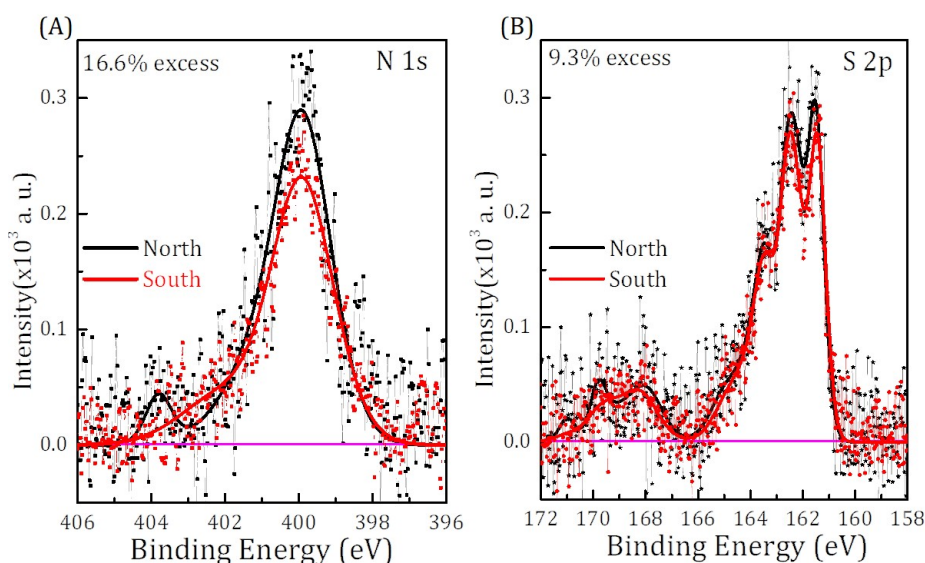 (A)
16.6% excess
N 1s
North
South
Intensity(x10³ a. u.)
0.3
0.2
0.1
0.0
406 404 402 400 398 396
Binding Energy (eV)
(B)
9.3% excess
S 2p
North
South
Intensity(x10³ a. u.)
0.3
0.2
0.1
0.0
172 170 168 166 164 162 160 158
Binding Energy (eV)